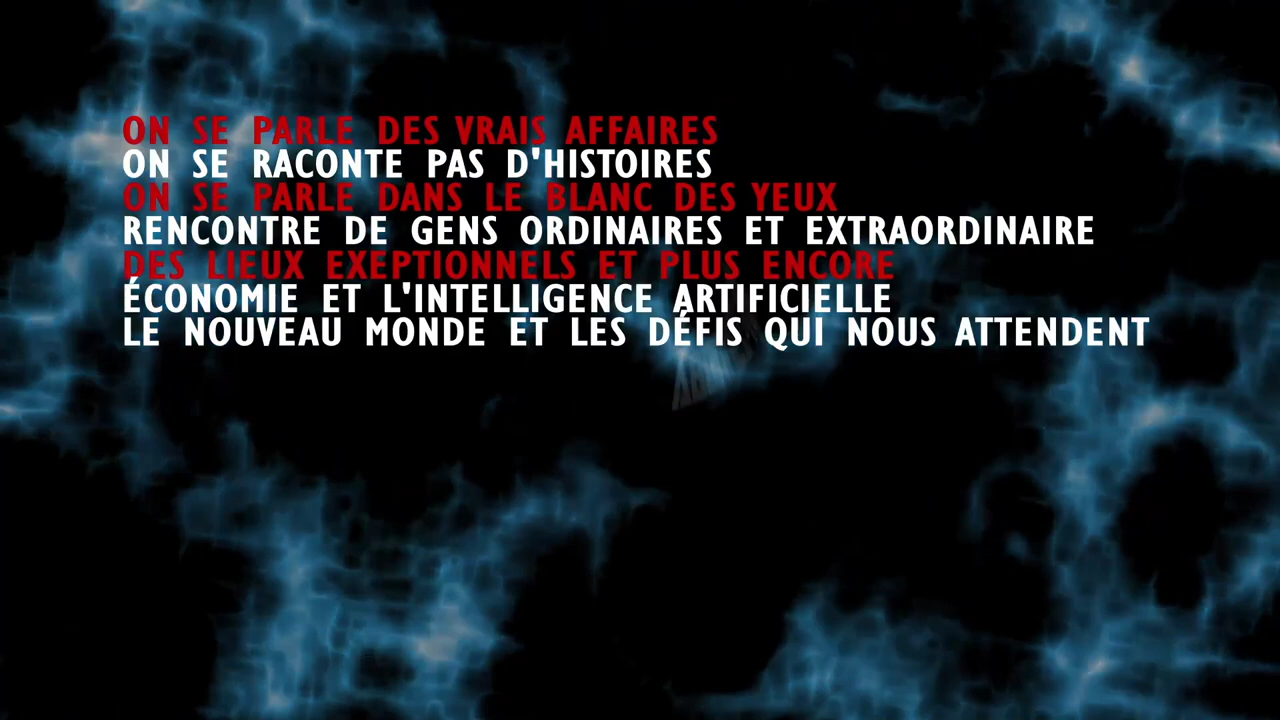 ON SE PARLE DES VRAIS AFFAIRES
ON SE RACONTE PAS D'HISTOIRES
ON SE PARLE DANS LE BLANC DES YEUX
RENCONTRE DE GENS ORDINAIRES ET EXTRAORDINAIRE
DES LIEUX EXEPTIONNELS ET PLUS ENCORE
ÉCONOMIE ET L'INTELLIGENCE ARTIFICIELLE
LE NOUVEAU MONDE ET LES DÉFIS QUI NOUS ATTENDENT